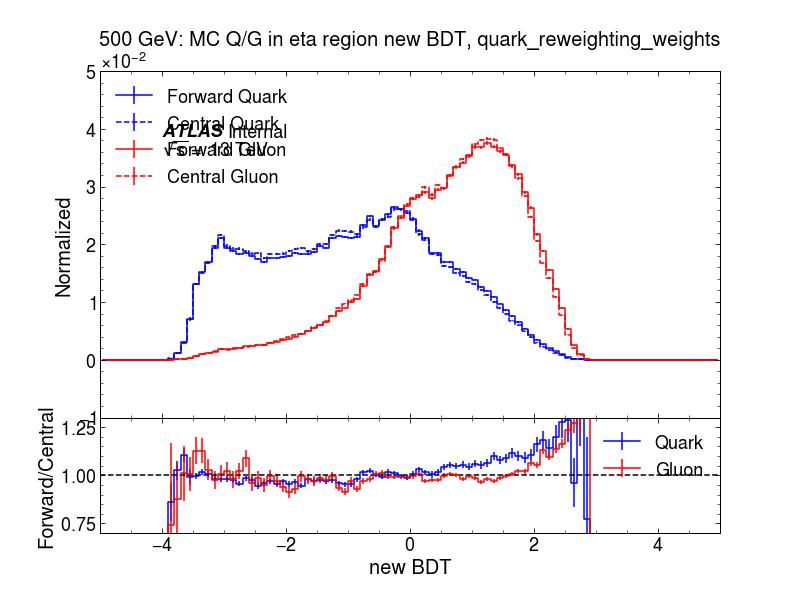 500 GeV: MC Q/G in eta region new BDT, quark_reweighting_weights
×10⁻²
5
4
3
2
1
0
−1
Normalized
Forward Quark
Central Quark
ATLAS Internal
√s = 13 TeV
Forward Gluon
Central Gluon
1.25
1.00
0.75
Forward/Central
Quark
Gluon
−4
−2
0
2
4
new BDT